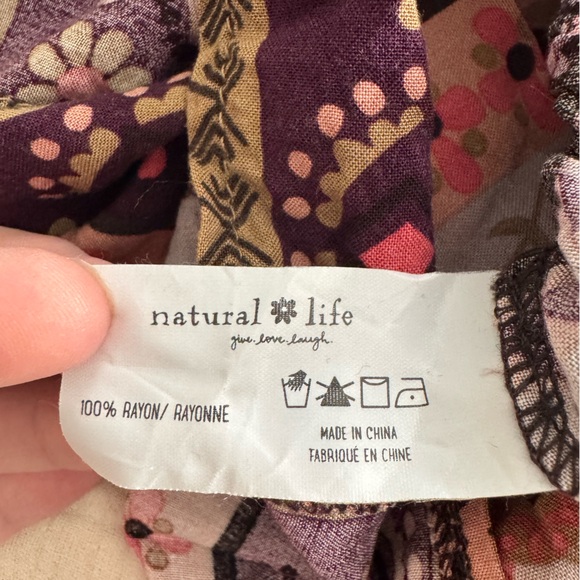 natural life
give.love.laugh.
100% RAYON/ RAYONNE
MADE IN CHINA
FABRIQUÉ EN CHINE